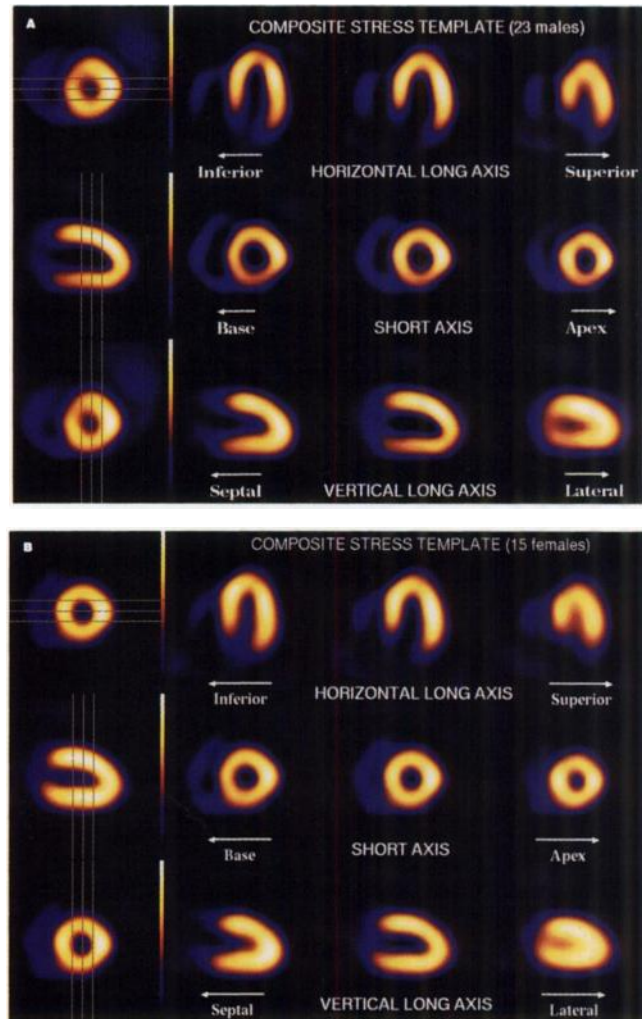 A
COMPOSITE STRESS TEMPLATE (23 males)
Inferior HORIZONTAL LONG AXIS Superior
Base SHORT AXIS Apex
Septal VERTICAL LONG AXIS Lateral
B
COMPOSITE STRESS TEMPLATE (15 females)
Inferior HORIZONTAL LONG AXIS Superior
Base SHORT AXIS Apex
Septal VERTICAL LONG AXIS Lateral